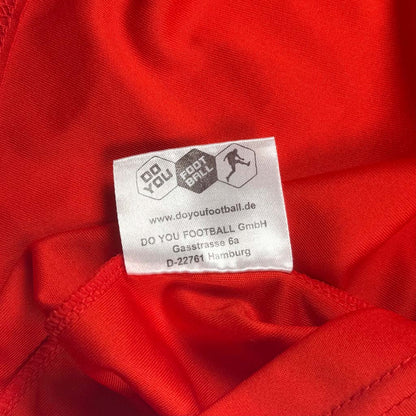 DO YOU FOOT BALL
www.doyoufootball.de
DO YOU FOOTBALL GmbH
Gasstrasse 6a
D-22761 Hamburg